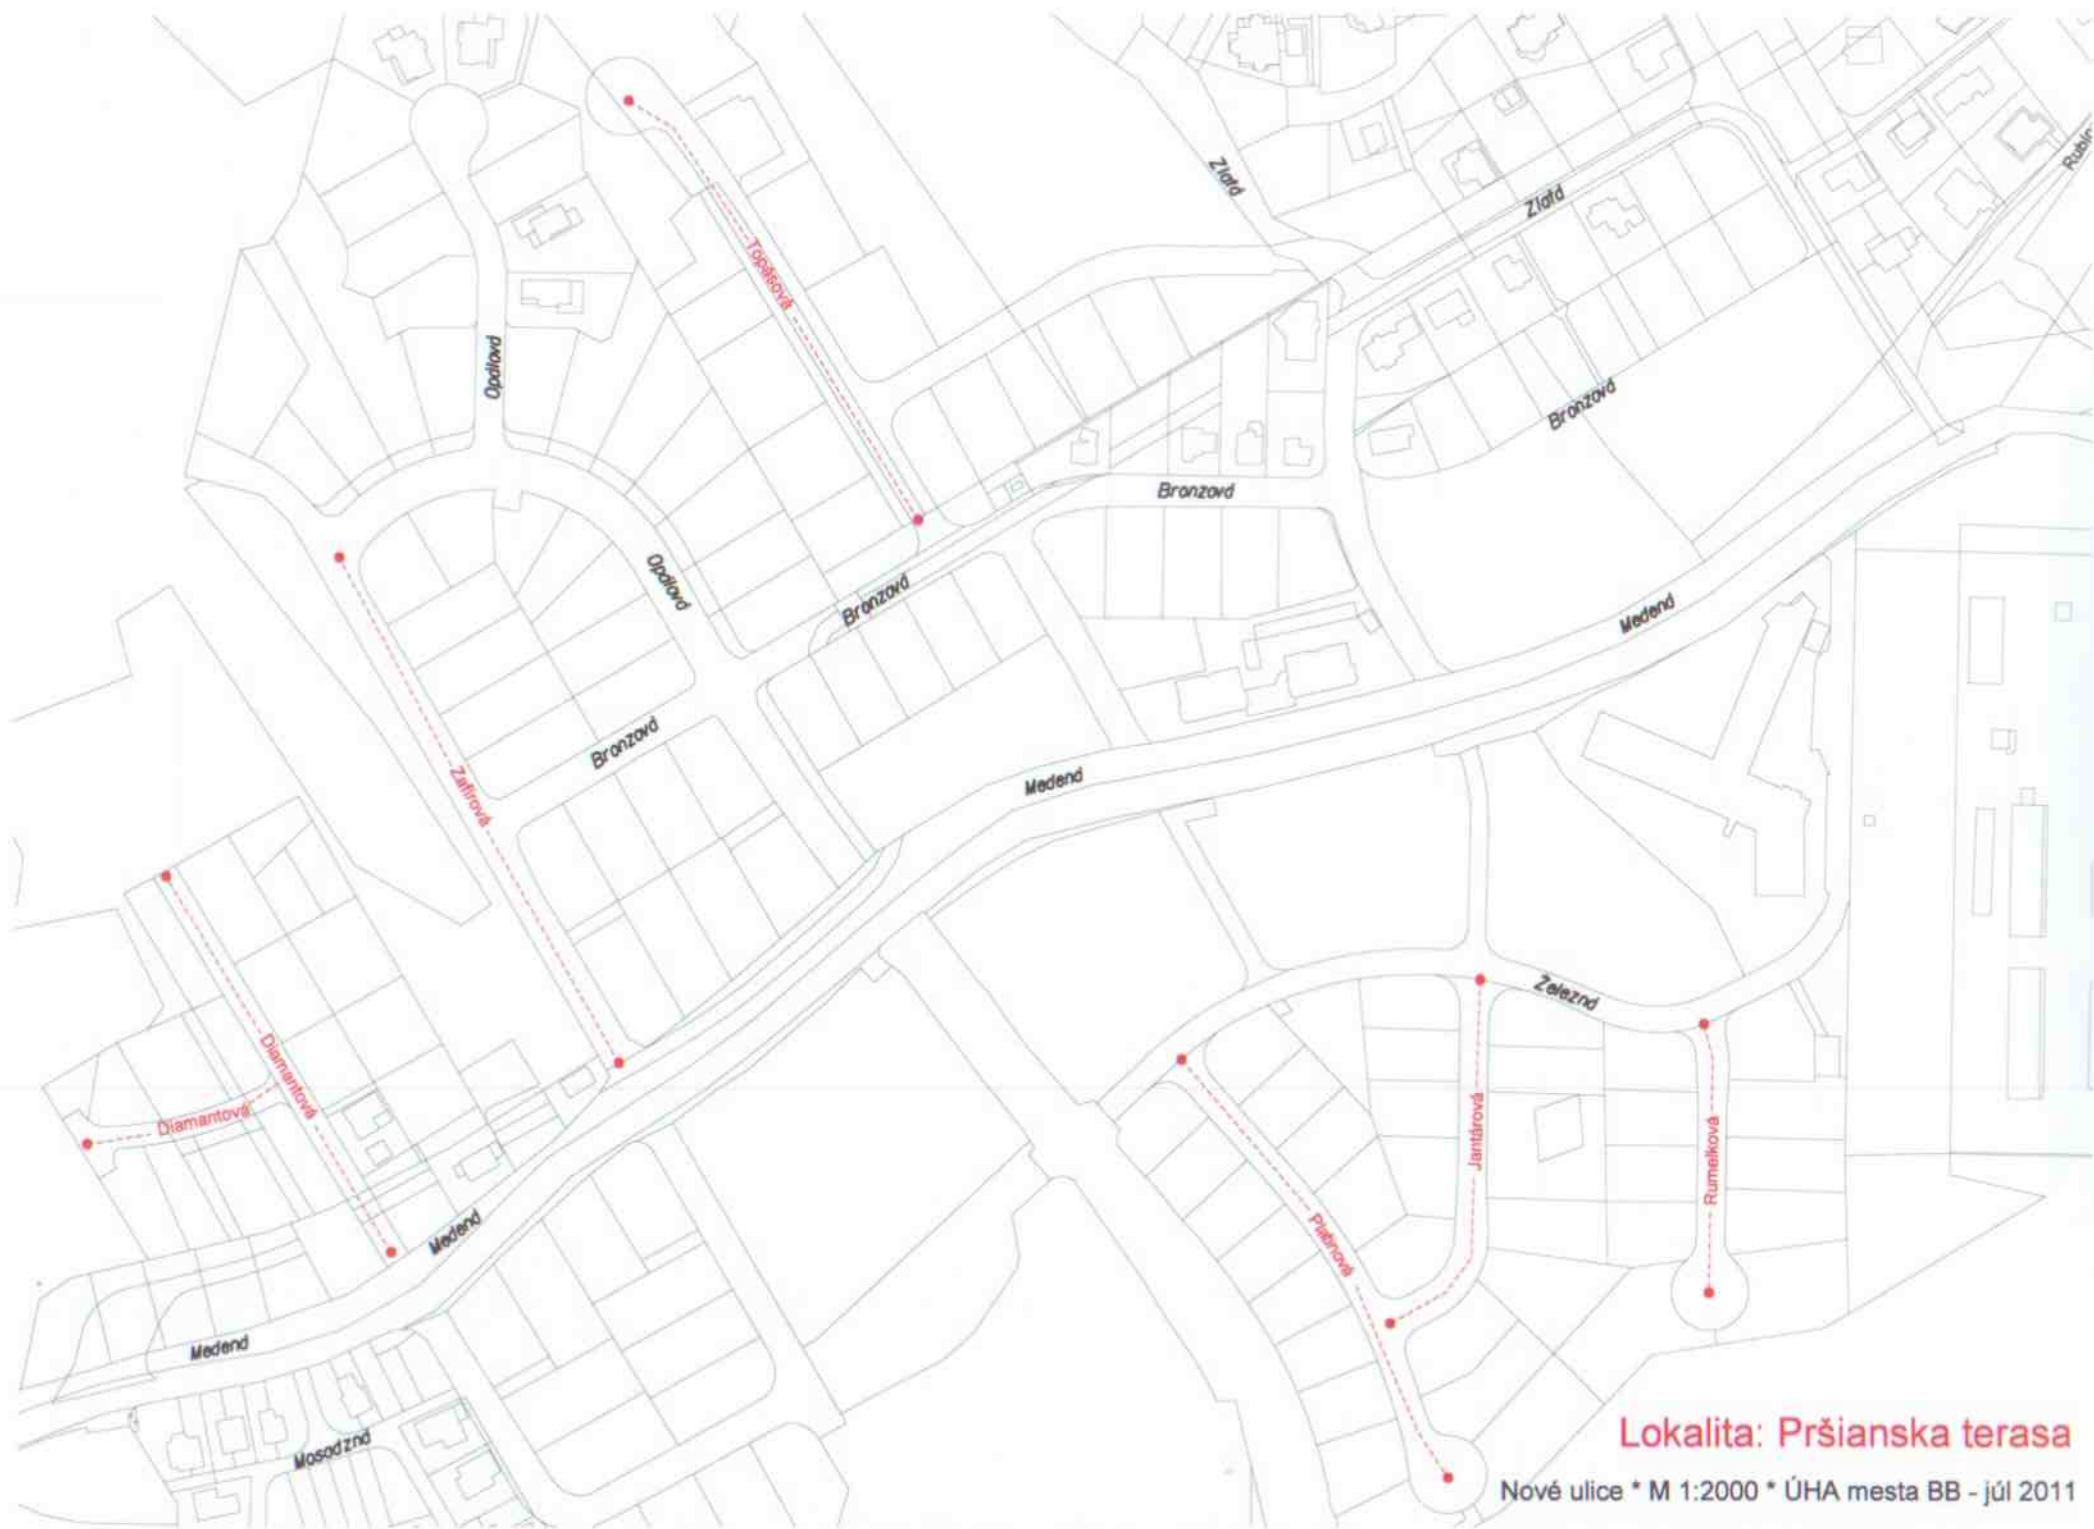 Zlatá
Zlatá
Topásová
Opálová
Bronzová
Bronzová
Opálová
Bronzová
Medená
Bronzová
Zafírová
Medená
Železná
Diamantová
Diamantová
Jantárová
Rumelková
Platinová
Medená
Medená
Mosadzná
Lokalita: Pršianska terasa
Nové ulice * M 1:2000 * ÚHA mesta BB - júl 2011